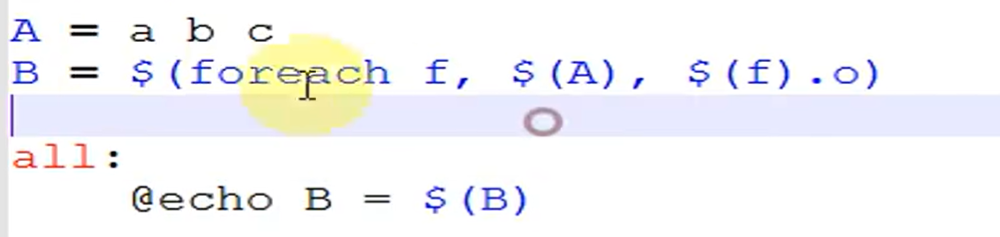 A = a b c
B = $(foreach f, $(A), $(f).o)
all:
@echo B = $(B)